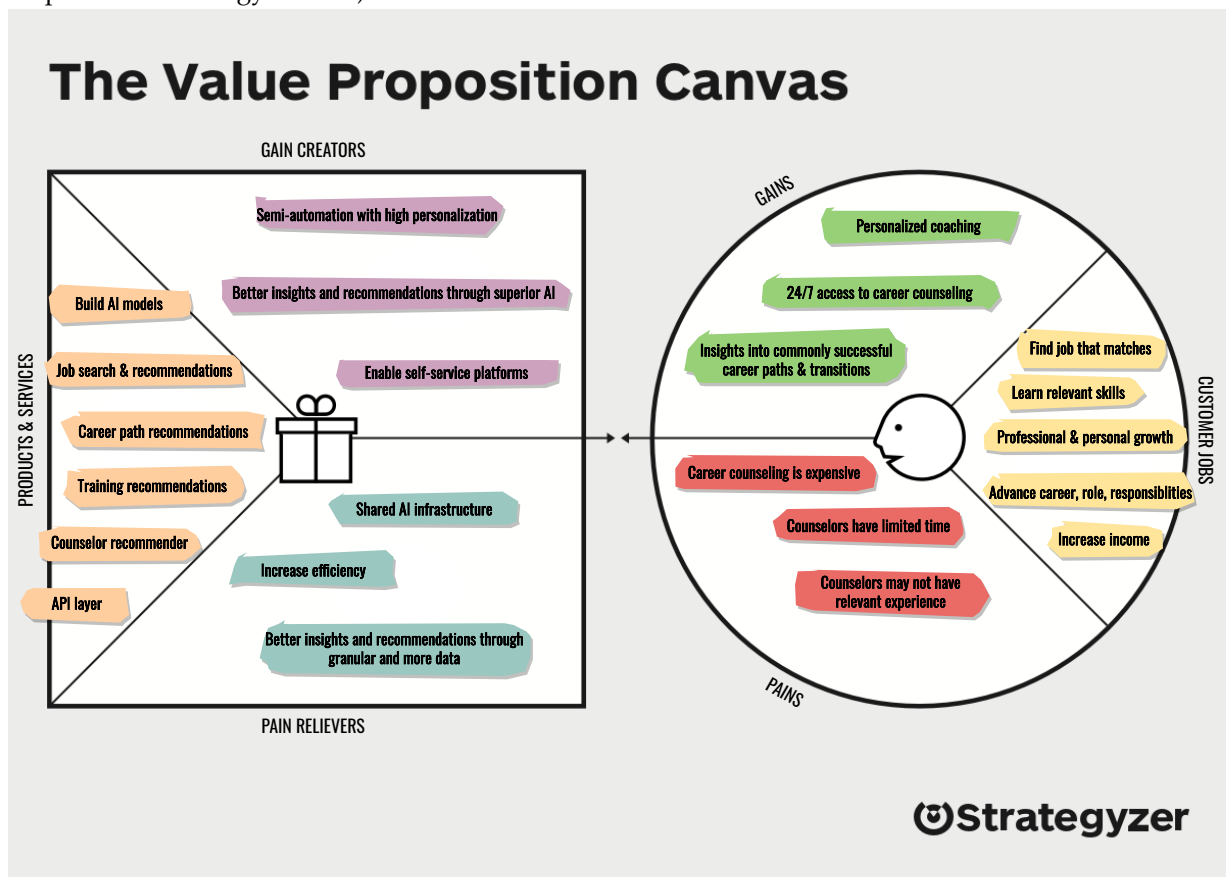 The Value Proposition Canvas
GAIN CREATORS
Semi-automation with high personalization
Better insights and recommendations through superior AI
Enable self-service platforms
PRODUCTS & SERVICES
Build AI models
Job search & recommendations
Career path recommendations
Training recommendations
Counselor recommender
API layer
Shared AI infrastructure
Increase efficiency
Better insights and recommendations through
granular and more data
PAIN RELIEVERS
GAINS
Personalized coaching
24/7 access to career counseling
Insights into commonly successful
career paths & transitions
Find job that matches
Learn relevant skills
Professional & personal growth
Advance career, role, responsiblities
Increase income
CUSTOMER JOBS
Career counseling is expensive
Counselors have limited time
Counselors may not have
relevant experience
PAINS
Strategyzer